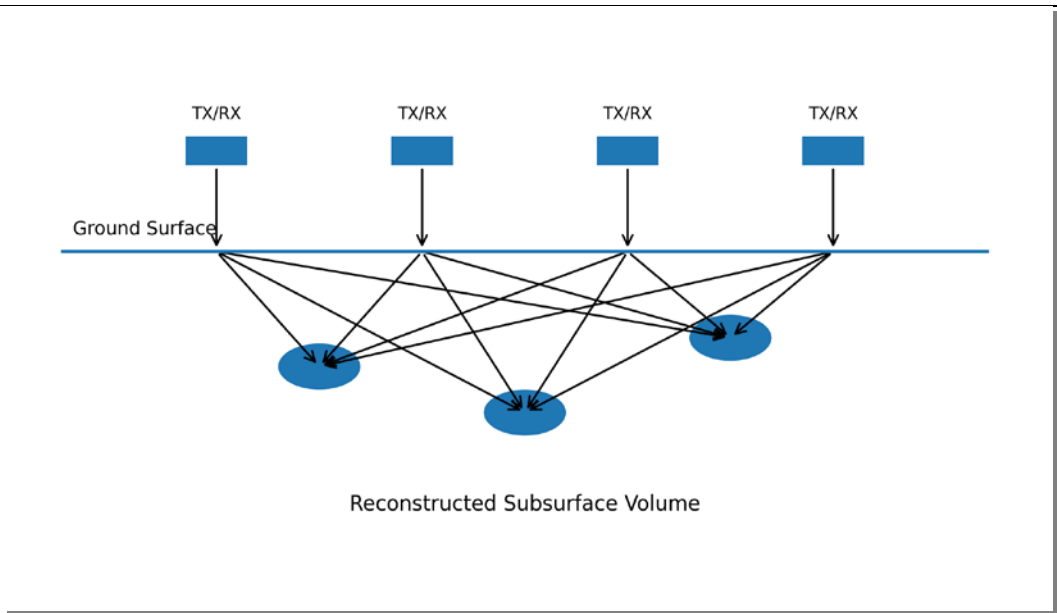 TX/RX
TX/RX
TX/RX
TX/RX
Ground Surface
Reconstructed Subsurface Volume